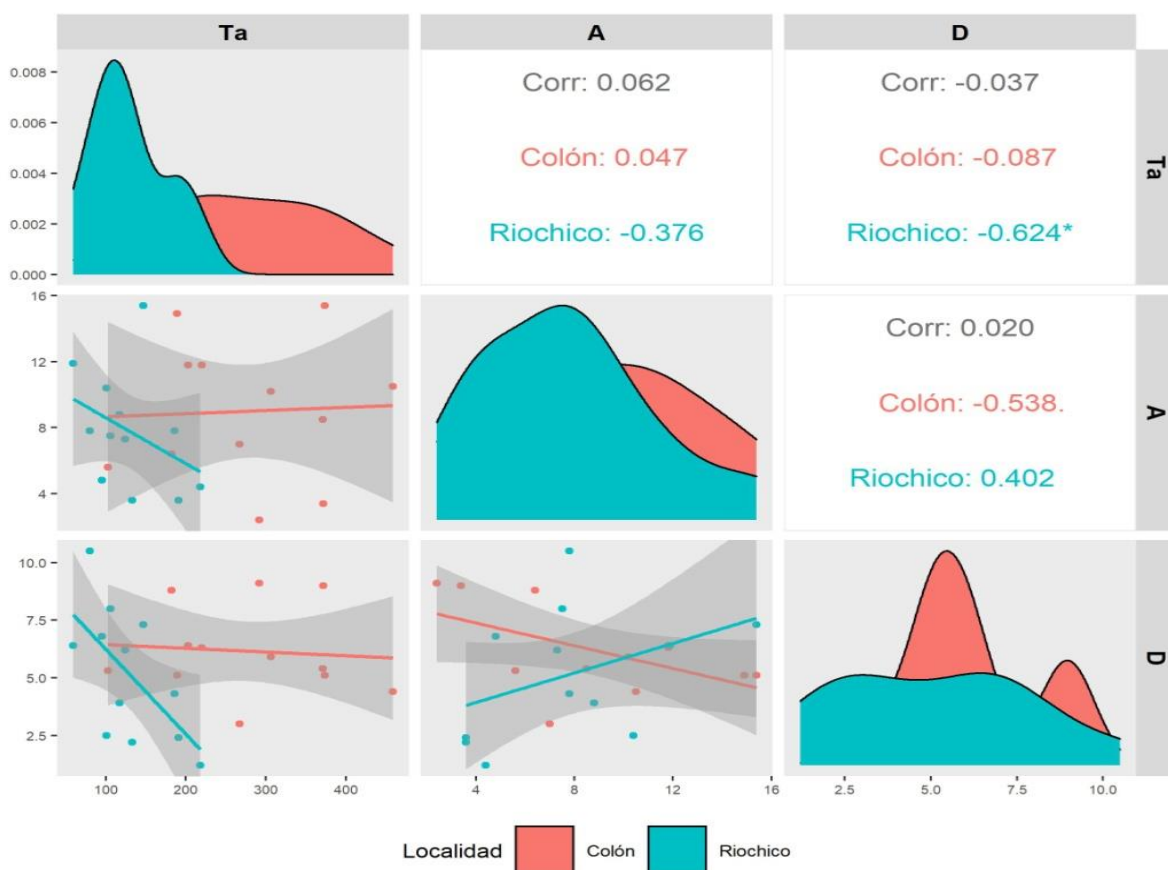 Ta A D
0.008
0.006
0.004
0.002
0.000
Corr: 0.062
Colón: 0.047
Riochico: -0.376
Corr: -0.037
Colón: -0.087
Riochico: -0.624*
Ta
16
12
8
4
Corr: 0.020
Colón: -0.538.
Riochico: 0.402
A
10.0
7.5
5.0
2.5
D
100 200 300 400
4 8 12 16
2.5 5.0 7.5 10.0
Localidad Colón Riochico